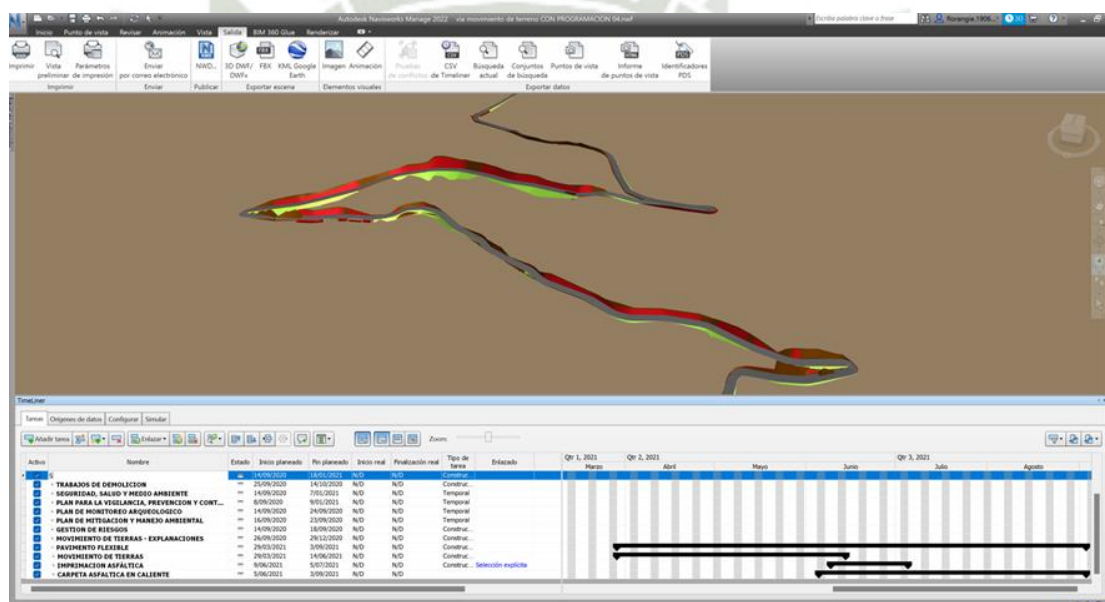 Autodesk Navisworks Manage 2022 via movimiento de terreno CON PROGRAMACION 04.nwf
Escriba palabra clave o frase
florangie.1906...
30
Inicio Punto de vista Revisar Animación Vista Salida BIM 360 Glue Renderizar
Imprimir
Vista preliminar
Parámetros de impresión
Enviar por correo electrónico
NWD...
3D DWF/ DWFx
FBX
KML Google Earth
Imagen
Animación
Pruebas de conflictos
CSV de Timeliner
Búsqueda actual
Conjuntos de búsqueda
Puntos de vista
Informe de puntos de vista
Identificadores PDS
Imprimir Enviar Publicar Exportar escena Elementos visuales Exportar datos
TimeLiner
Tareas Orígenes de datos Configurar Simular
Añadir tarea Enlazar Zoom:
Activo Nombre Estado Inicio planeado Fin planeado Inicio real Finalización real Tipo de tarea Enlazado
Qtr 1, 2021 Qtr 2, 2021 Qtr 3, 2021
Marzo Abril Mayo Junio Julio Agosto
14/09/2020 18/01/2021 N/D N/D Construc...
TRABAJOS DE DEMOLICION 25/09/2020 14/10/2020 N/D N/D Construc...
SEGURIDAD, SALUD Y MEDIO AMBIENTE 14/09/2020 7/01/2021 N/D N/D Temporal
PLAN PARA LA VIGILANCIA, PREVENCION Y CONT... 8/09/2020 9/01/2021 N/D N/D Temporal
PLAN DE MONITOREO ARQUEOLOGICO 14/09/2020 24/09/2020 N/D N/D Temporal
PLAN DE MITIGACION Y MANEJO AMBIENTAL 16/09/2020 23/09/2020 N/D N/D Temporal
GESTION DE RIESGOS 14/09/2020 18/09/2020 N/D N/D Construc...
MOVIMIENTO DE TIERRAS - EXPLANACIONES 26/09/2020 29/12/2020 N/D N/D Construc...
PAVIMENTO FLEXIBLE 29/03/2021 3/09/2021 N/D N/D Construc...
MOVIMIENTO DE TIERRAS 29/03/2021 14/06/2021 N/D N/D Construc...
IMPRIMACION ASFÁLTICA 9/06/2021 5/07/2021 N/D N/D Construc... Selección explícita
CARPETA ASFALTICA EN CALIENTE 5/06/2021 3/09/2021 N/D N/D Construc...